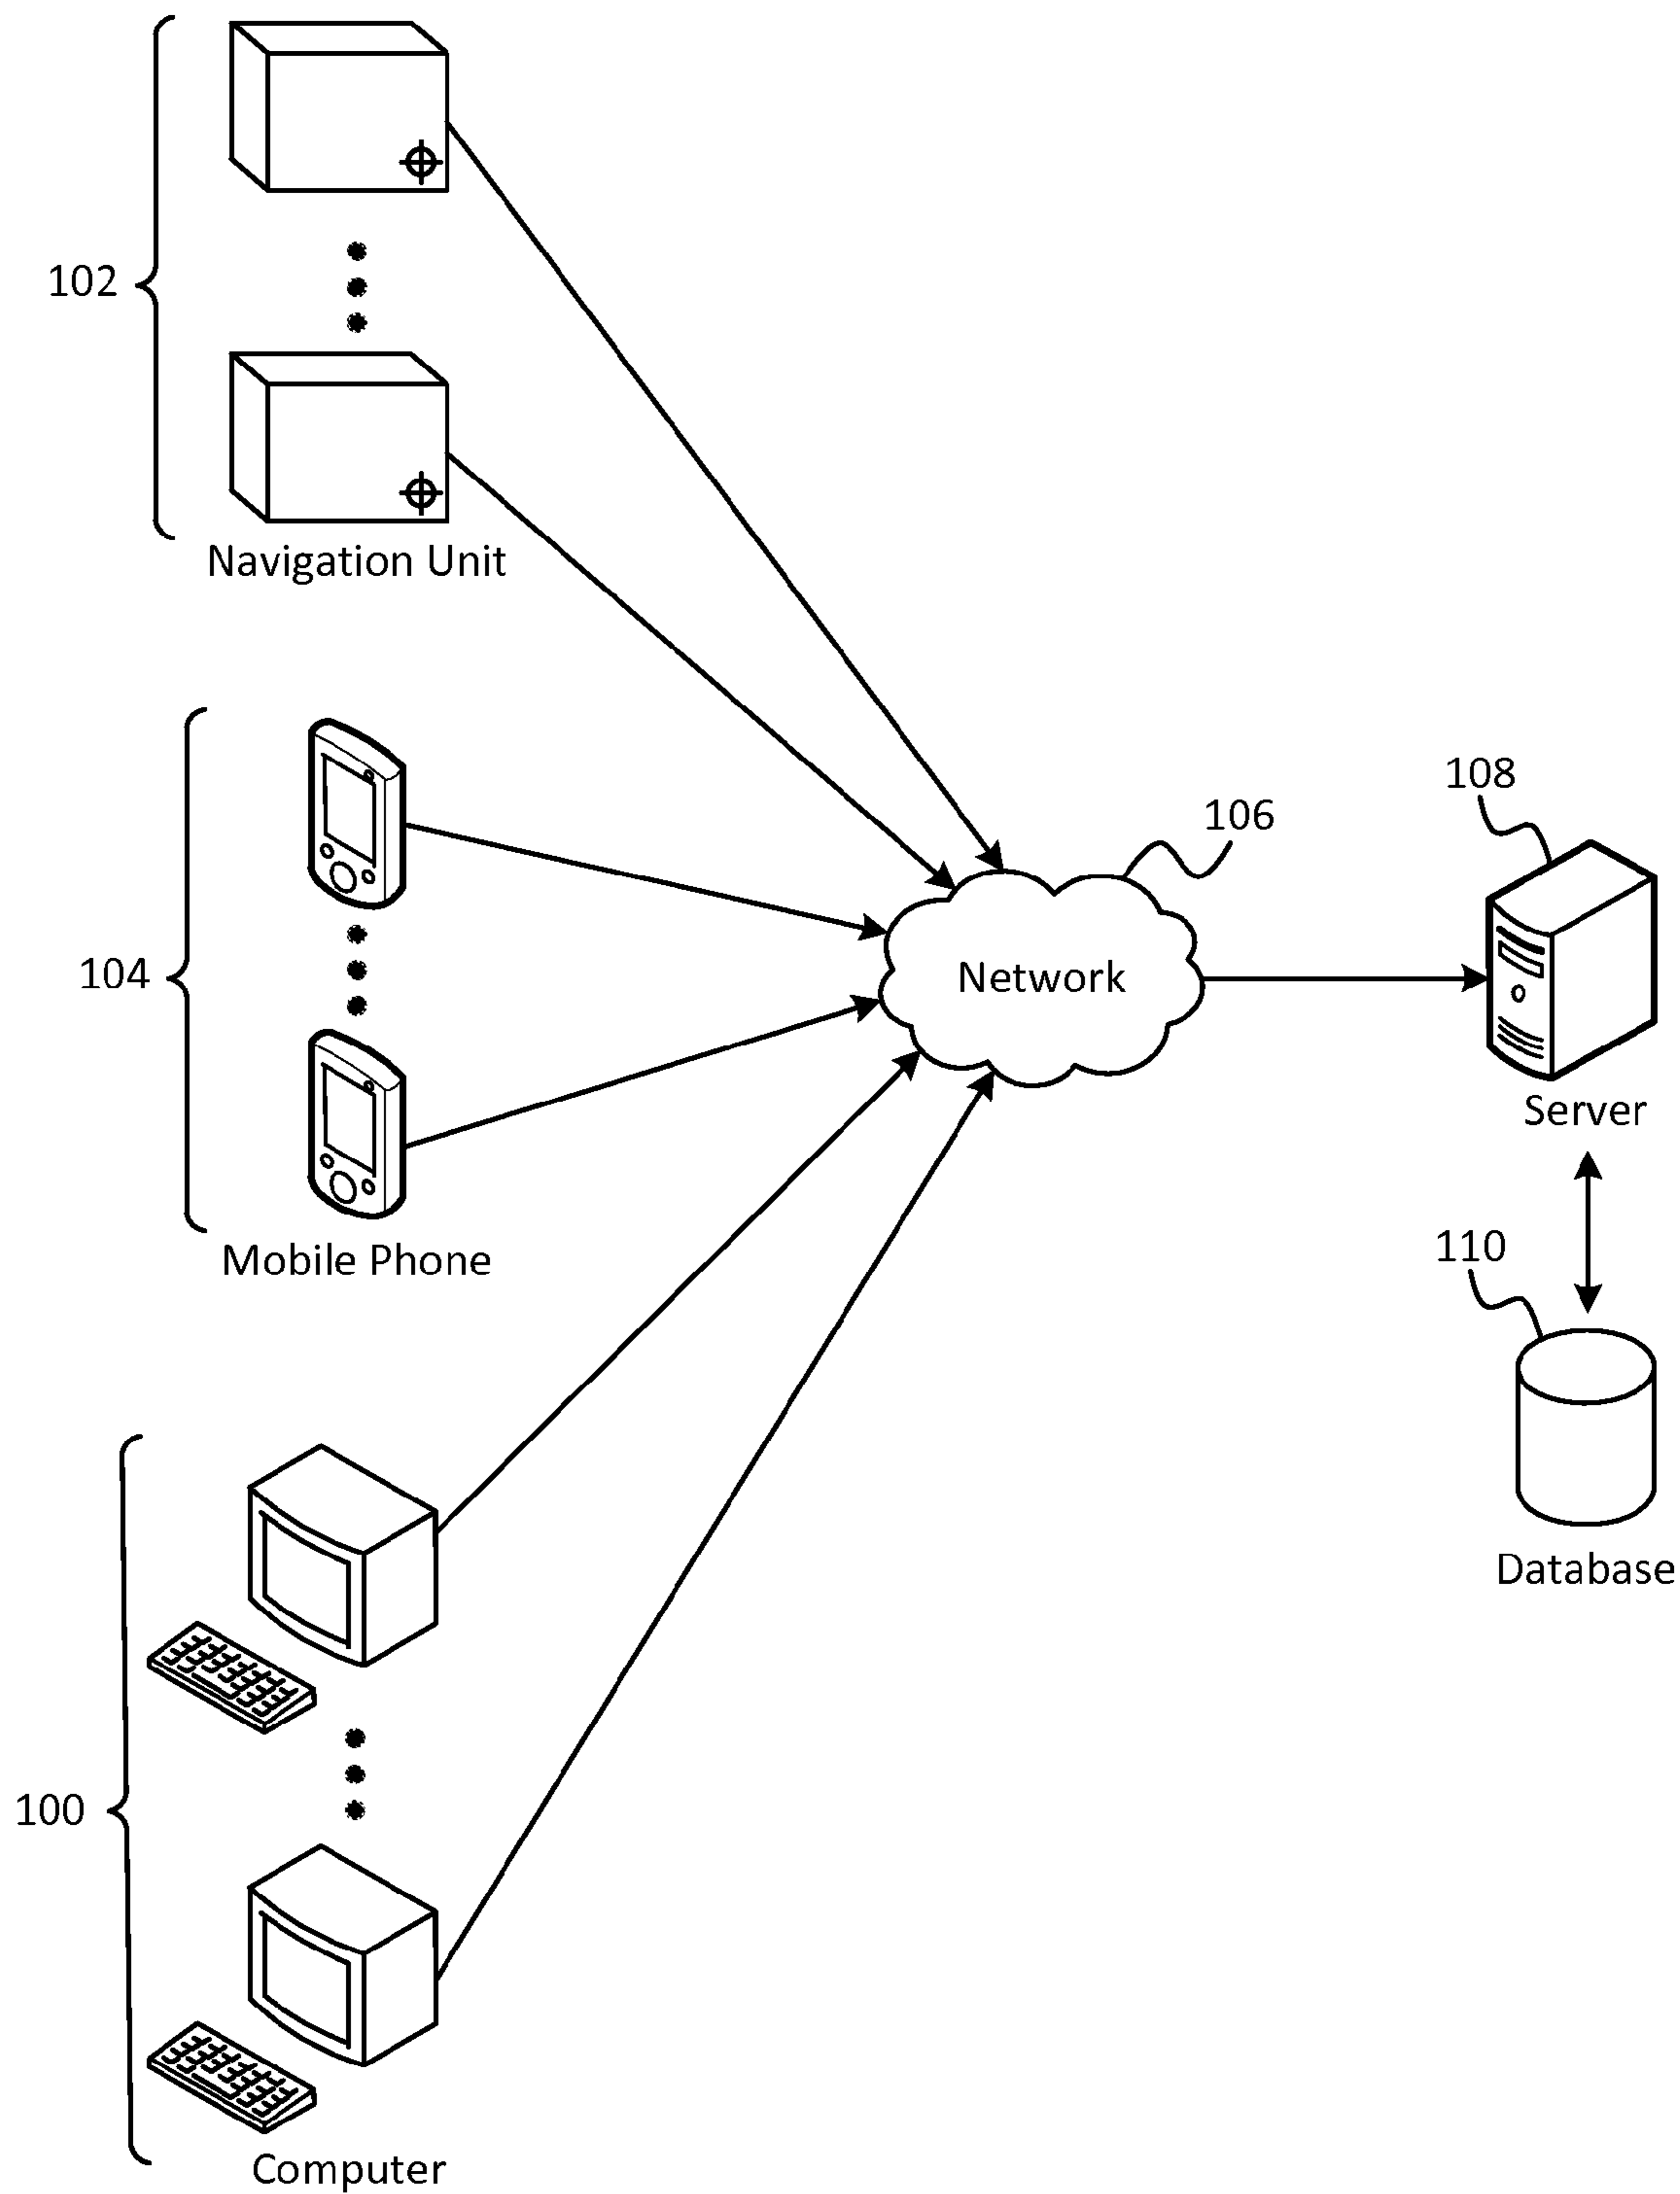 102
Navigation Unit
104
Mobile Phone
106
Network
108
Server
110
Database
100
Computer